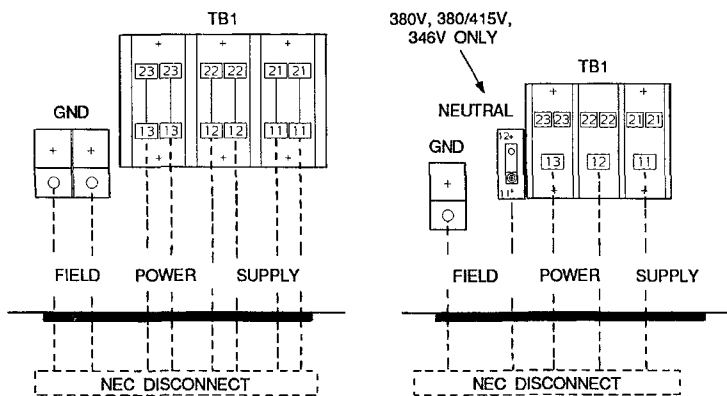 TB1
23 23 22 22 21 21
GND
13 13 12 12 11 11
FIELD POWER SUPPLY
NEC DISCONNECT
380V, 380/415V,
346V ONLY
TB1
NEUTRAL
23 23 22 22 21 21
GND
12
13 12 11
11
FIELD POWER SUPPLY
NEC DISCONNECT